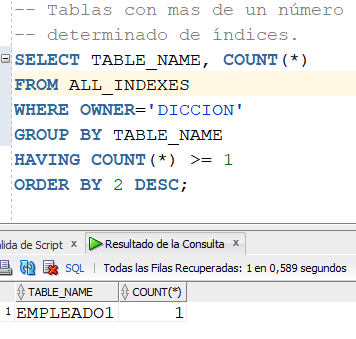 -- Tablas con mas de un número
-- determinado de índices.
SELECT TABLE_NAME, COUNT(*)
FROM ALL_INDEXES
WHERE OWNER='DICCION'
GROUP BY TABLE_NAME
HAVING COUNT(*) >= 1
ORDER BY 2 DESC;
alida de Script x Resultado de la Consulta x
SQL | Todas las Filas Recuperadas: 1 en 0,589 segundos
TABLE_NAME COUNT(*)
1 EMPLEADO1 1